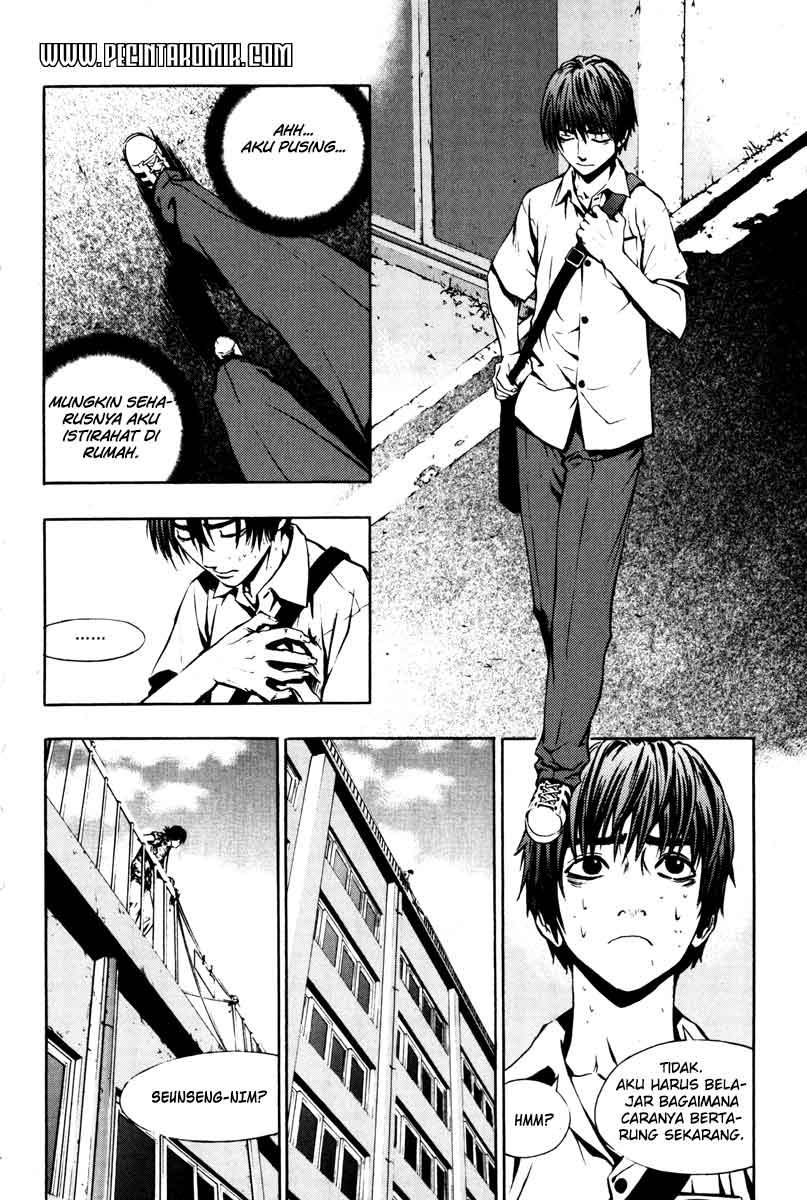 WWW.PECINTAKOMIK.COM
AHH...
AKU PUSING...
MUNGKIN SEHA-
RUSNYA AKU
ISTIRAHAT DI
RUMAH.
......
TIDAK.
AKU HARUS BELA-
JAR BAGAIMANA
CARANYA BERTA-
RUNG SEKARANG.
HMM?
SEUNSENG-NIM?